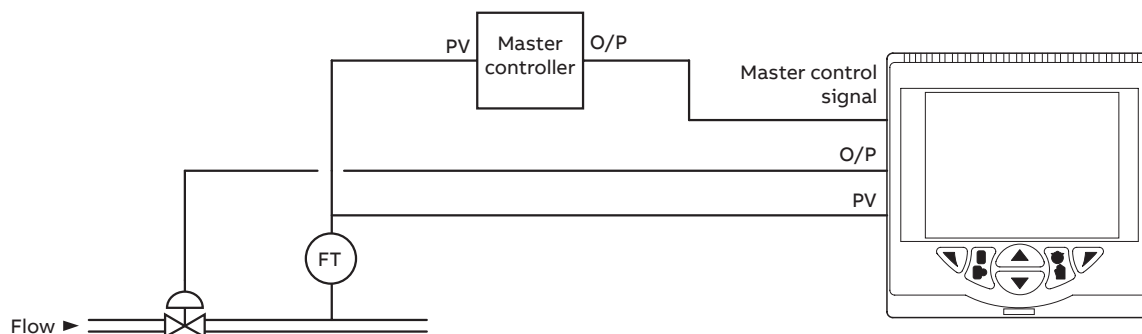 PV
Master
controller
O/P
Master control
signal
O/P
PV
FT
Flow